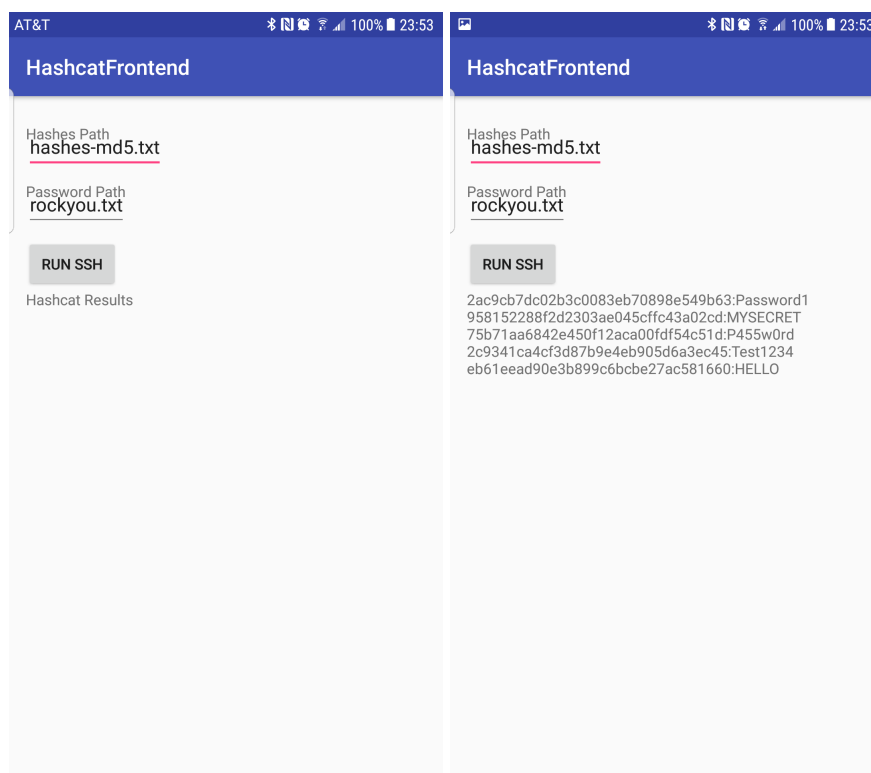 AT&T 100% 23:53
HashcatFrontend
Hashes Path
hashes-md5.txt
Password Path
rockyou.txt
RUN SSH
Hashcat Results
100% 23:53
HashcatFrontend
Hashes Path
hashes-md5.txt
Password Path
rockyou.txt
RUN SSH
2ac9cb7dc02b3c0083eb70898e549b63:Password1
958152288f2d2303ae045cffc43a02cd:MYSECRET
75b71aa6842e450f12aca00fdf54c51d:P455w0rd
2c9341ca4cf3d87b9e4eb905d6a3ec45:Test1234
eb61eead90e3b899c6bcbe27ac581660:HELLO